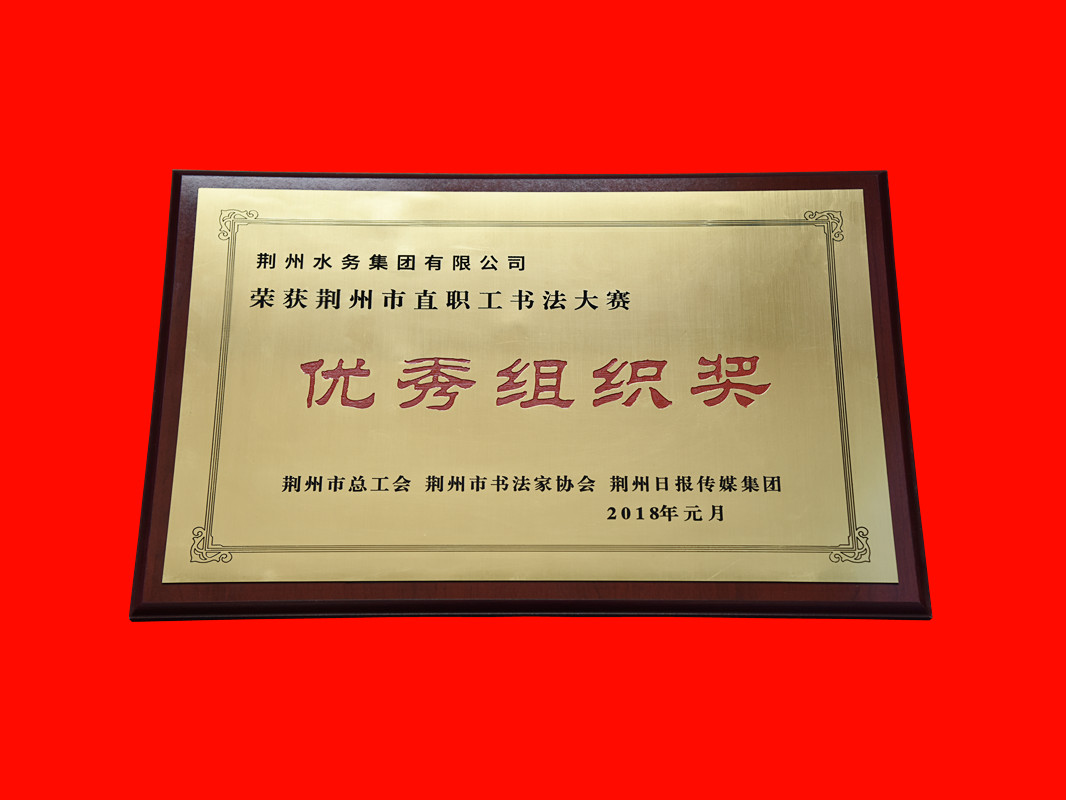 荆州水务集团有限公司
荣获荆州市直职工书法大赛
优秀组织奖
荆州市总工会 荆州市书法家协会 荆州日报传媒集团
2018年元月